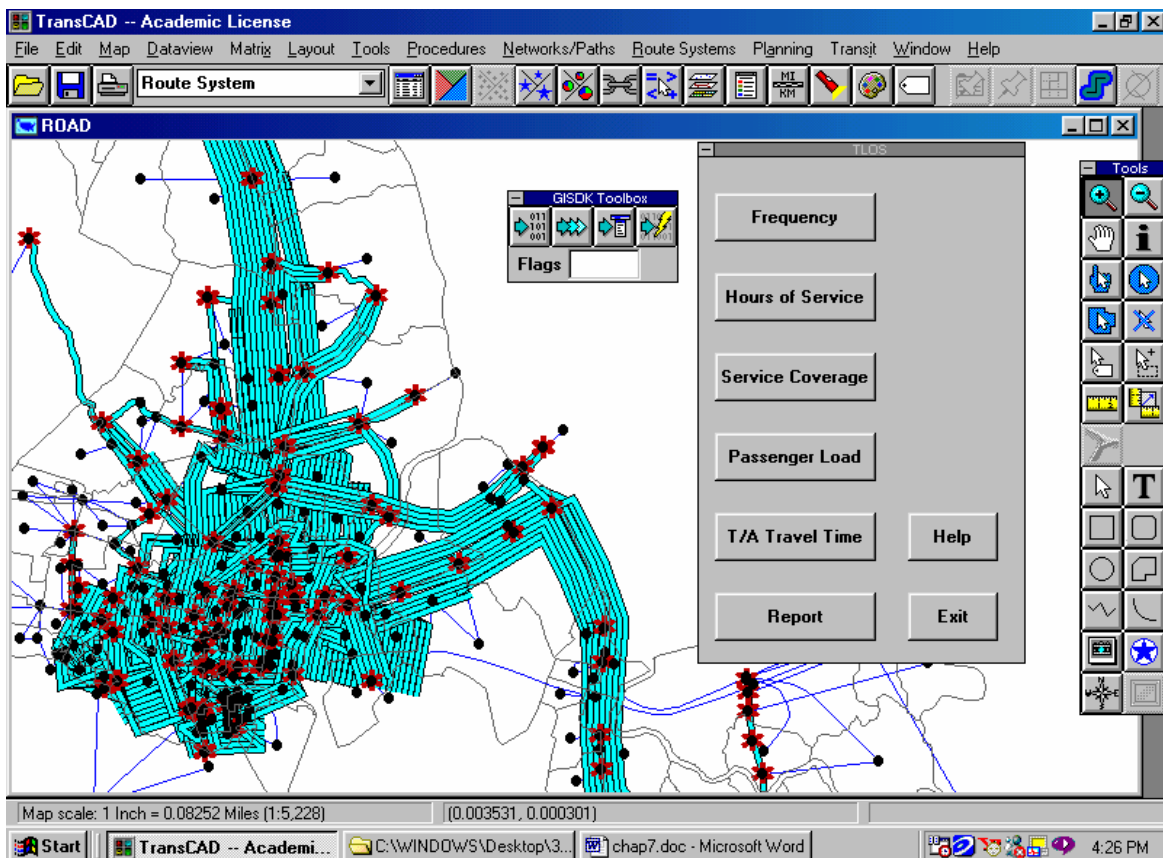 TransCAD -- Academic License
File Edit Map Dataview Matrix Layout Tools Procedures Networks/Paths Route Systems Planning Transit Window Help
Route System
MI
KM
ROAD
TLOS
Tools
GISDK Toolbox
011
101
001
Flags
Frequency
Hours of Service
Service Coverage
Passenger Load
T/A Travel Time
Help
Report
Exit
T
Map scale: 1 Inch = 0.08252 Miles (1:5,228)
(0.003531, 0.000301)
Start
TransCAD -- Academi...
C:\WINDOWS\Desktop\3...
chap7.doc - Microsoft Word
4:26 PM